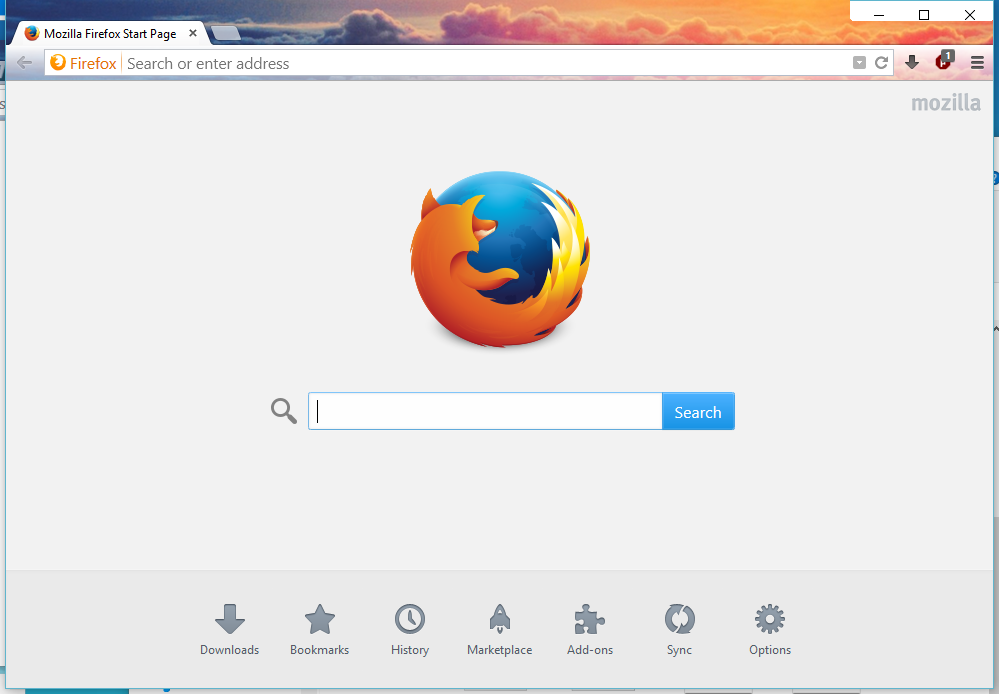 Mozilla Firefox Start Page
Firefox Search or enter address
1
mozilla
Search
Downloads Bookmarks History Marketplace Add-ons Sync Options